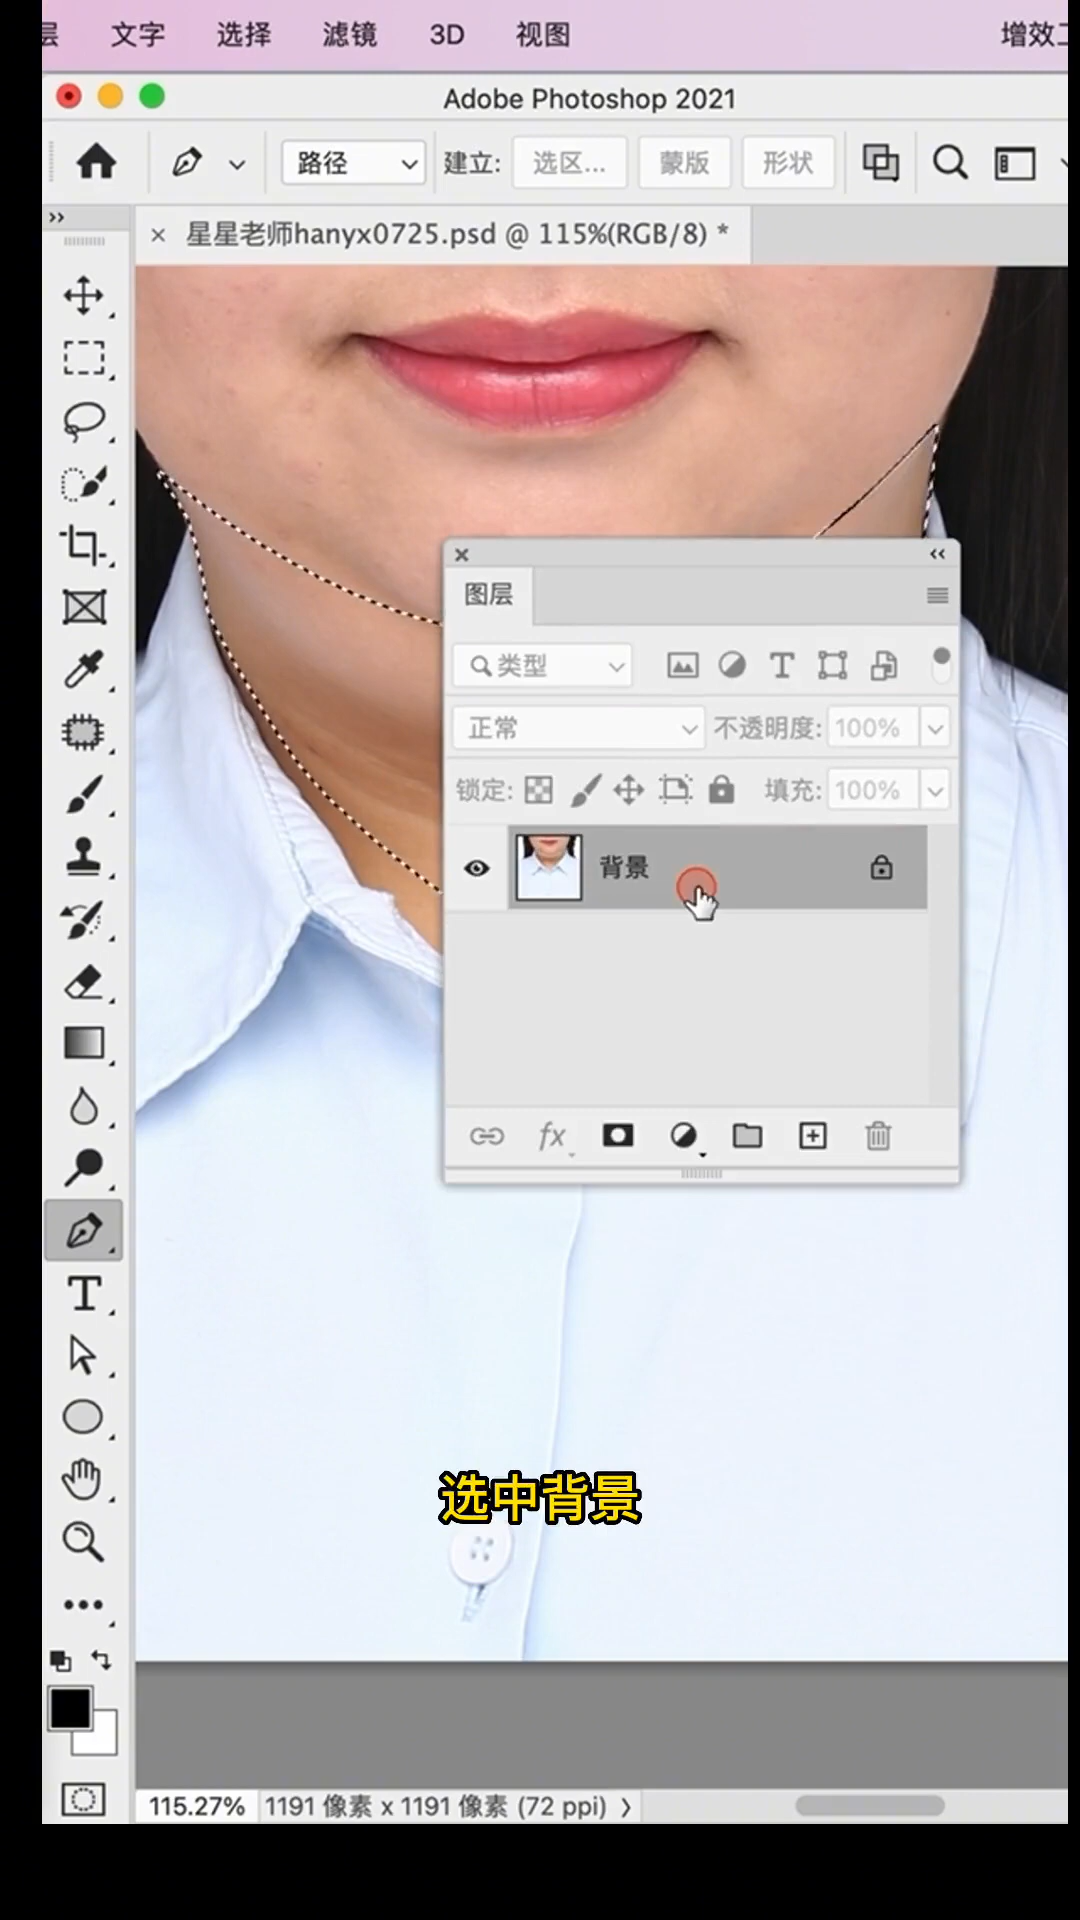 层 文字 选择 滤镜 3D 视图 增效工
Adobe Photoshop 2021
路径 建立: 选区... 蒙版 形状
星星老师hanyx0725.psd @ 115%(RGB/8) *
图层
类型
正常 不透明度: 100%
锁定: 填充: 100%
背景
fx
选中背景
115.27% 1191 像素 x 1191 像素 (72 ppi)